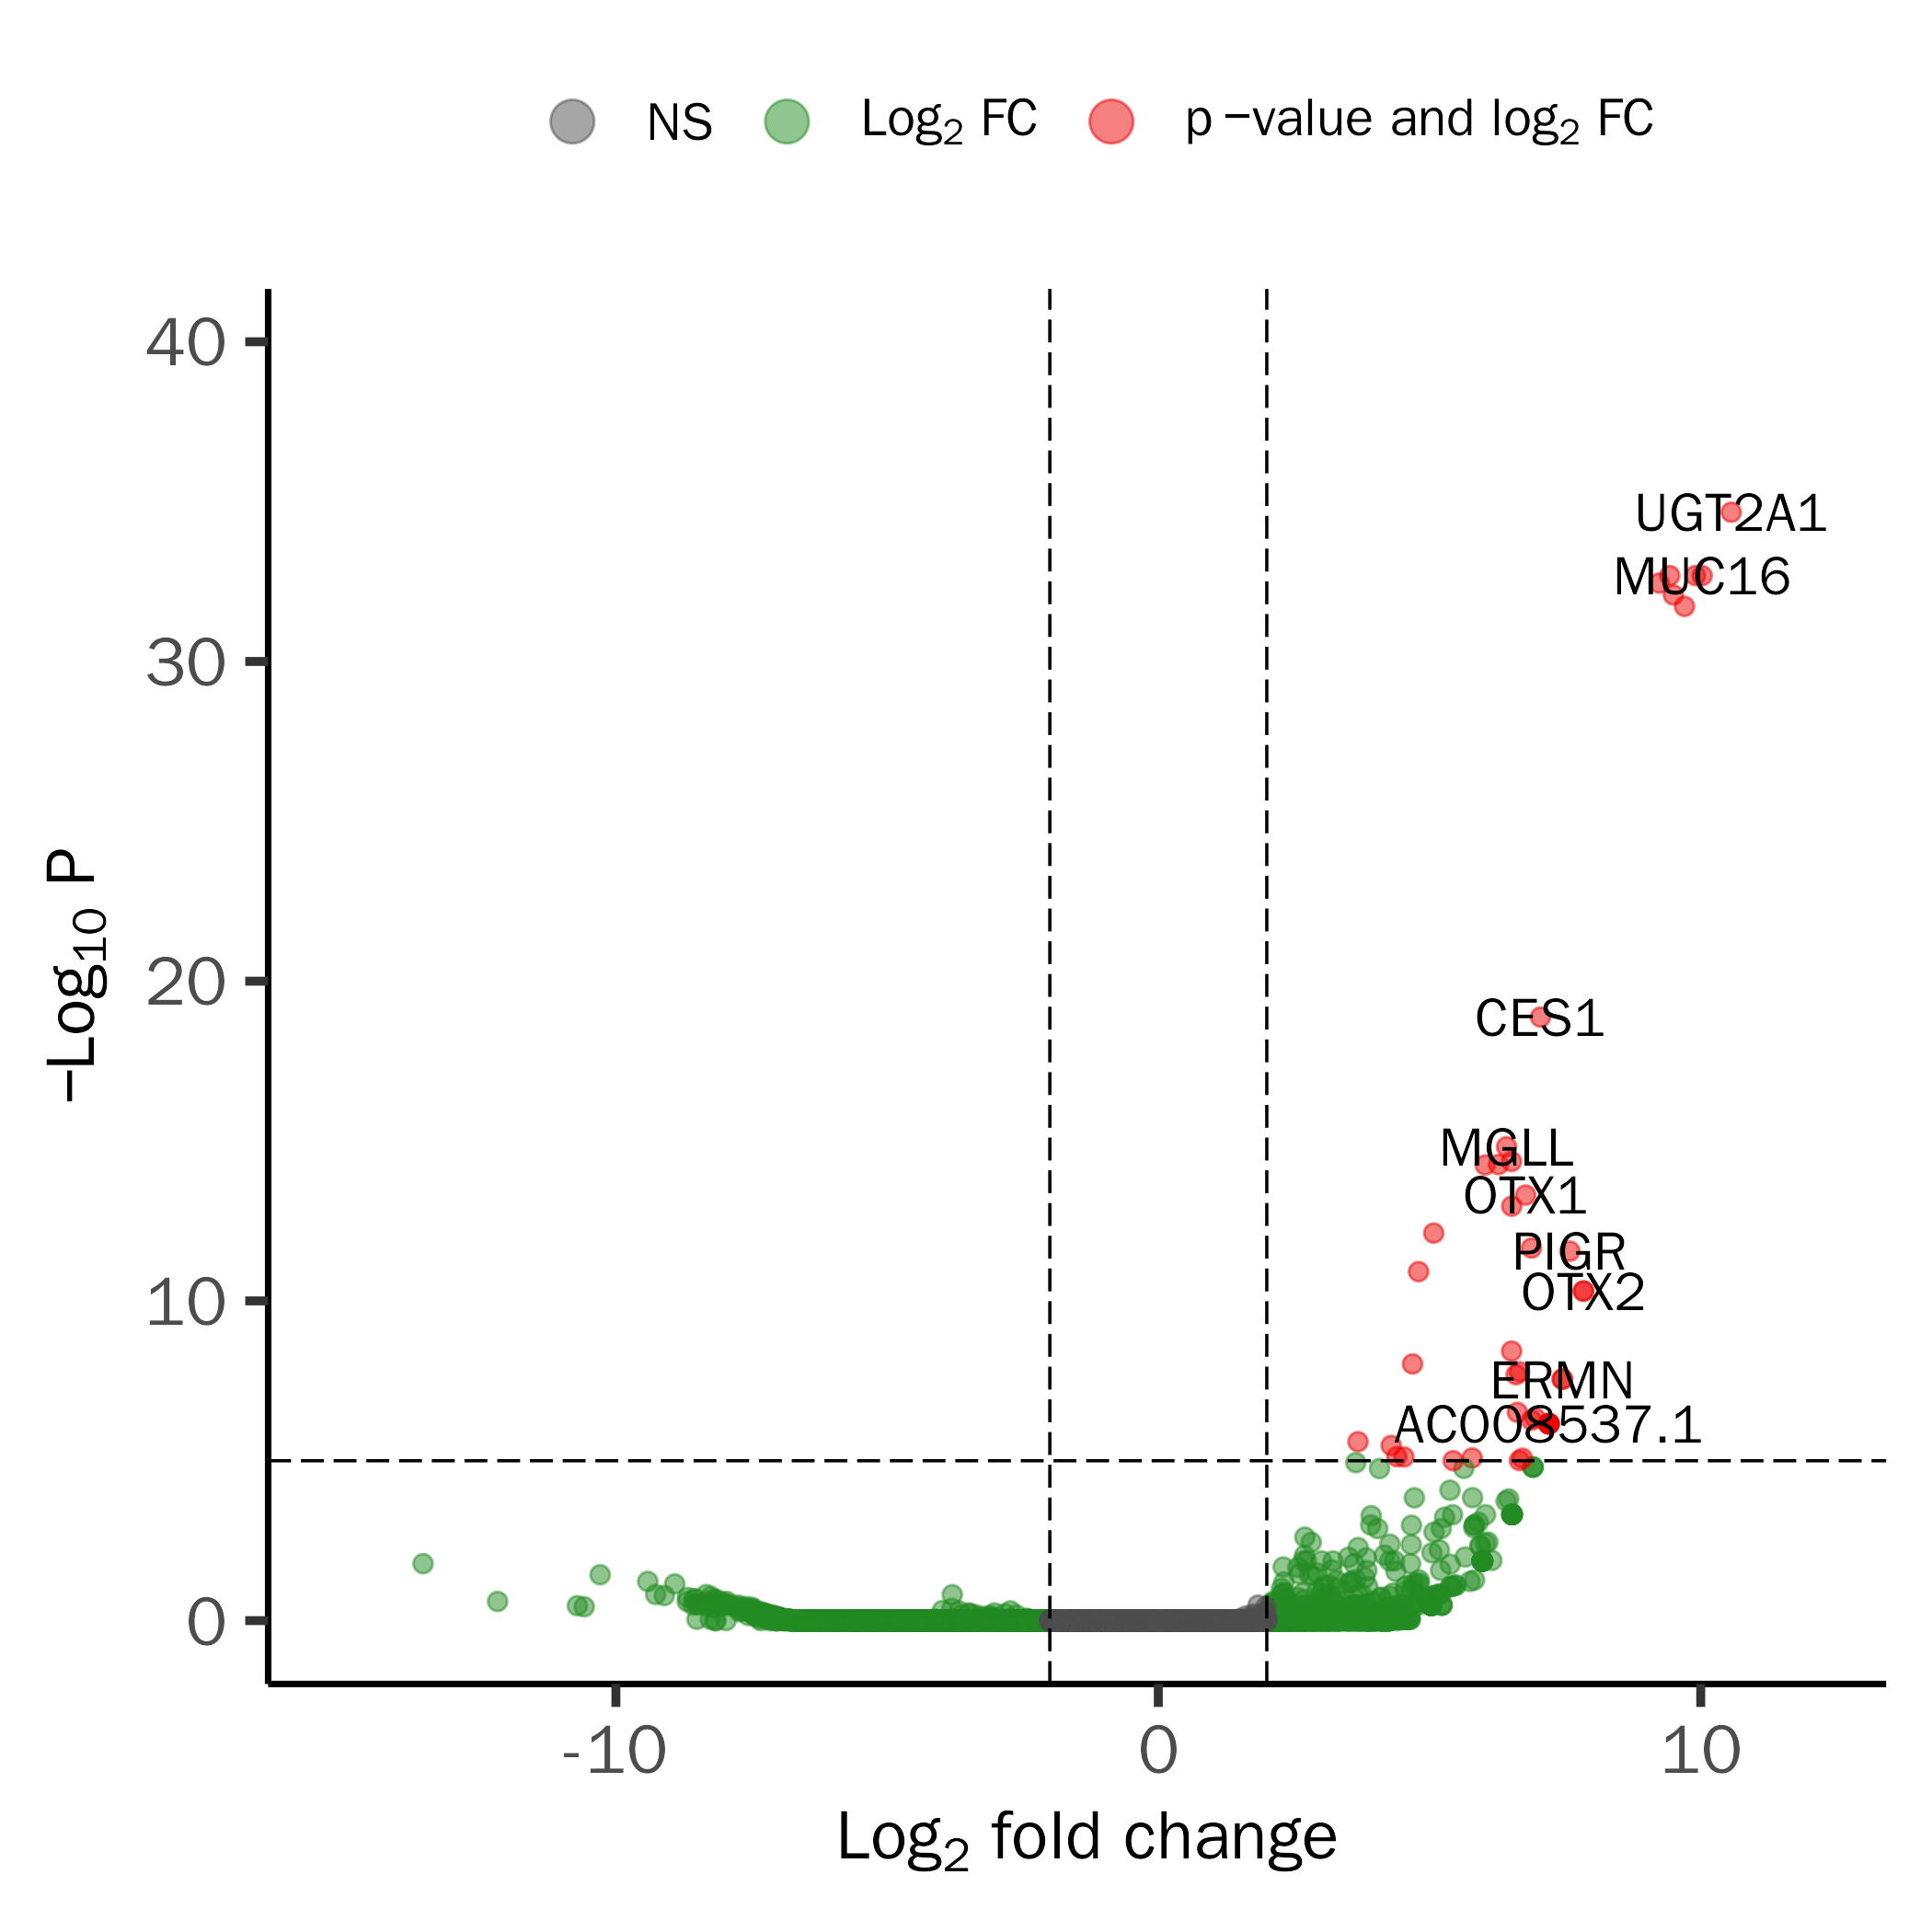 NS Log2 FC p −value and log2 FC
40
30
20
10
0
−Log10 P
UGT2A1
MUC16
CES1
MGLL
OTX1
PIGR
OTX2
ERMN
AC008537.1
-10 0 10
Log2 fold change